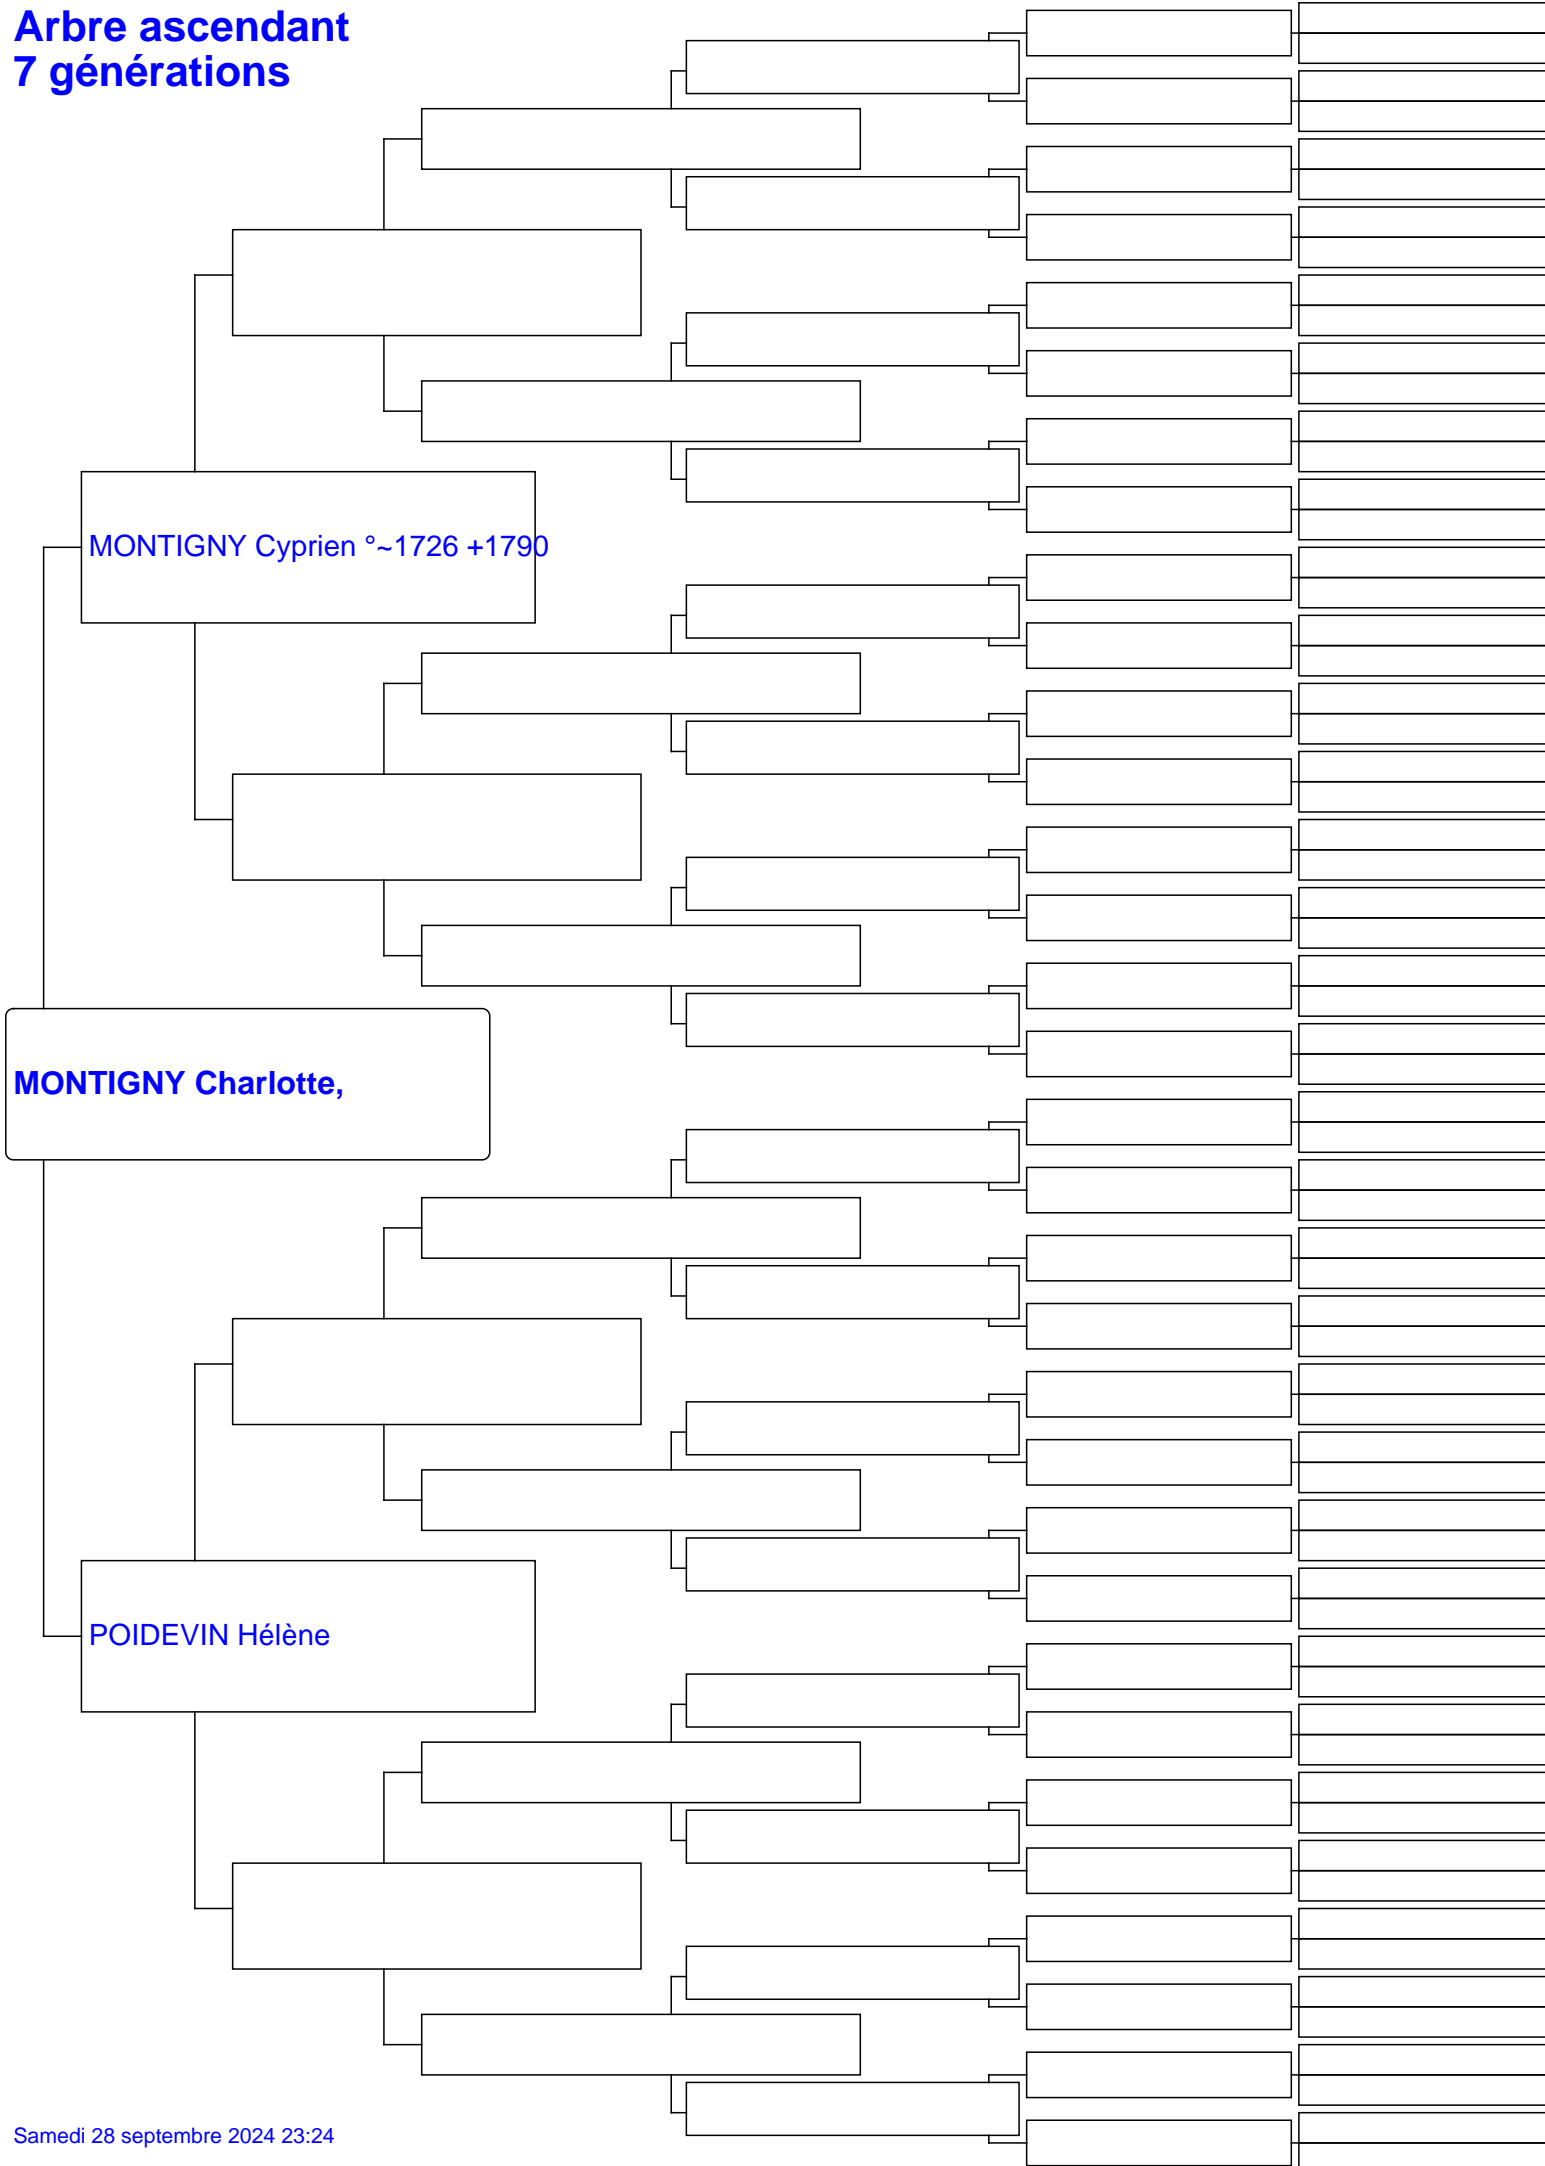 Arbre ascendant
7 générations
MONTIGNY Cyprien °~1726 +1790
MONTIGNY Charlotte,
POIDEVIN Hélène
Samedi 28 septembre 2024 23:24